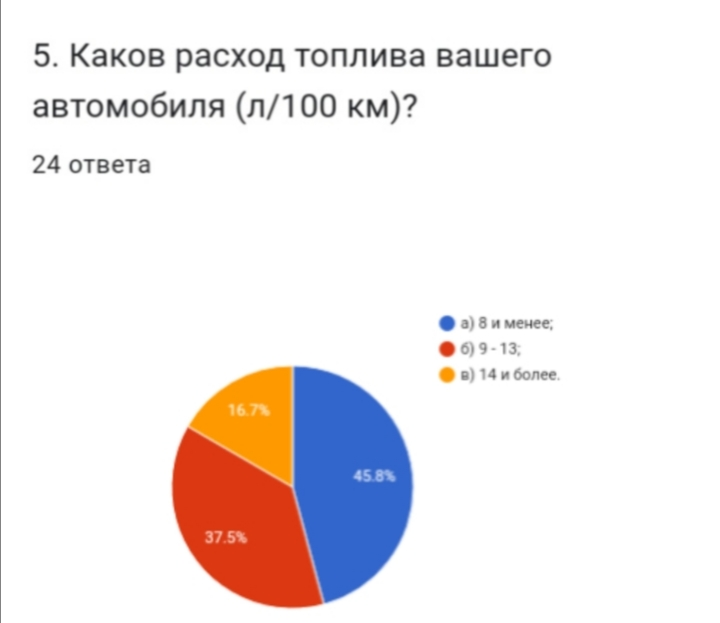 5. Каков расход топлива вашего
автомобиля (л/100 км)?
24 ответа
а) 8 и менее;
б) 9 - 13;
в) 14 и более.
16.7%
45.8%
37.5%